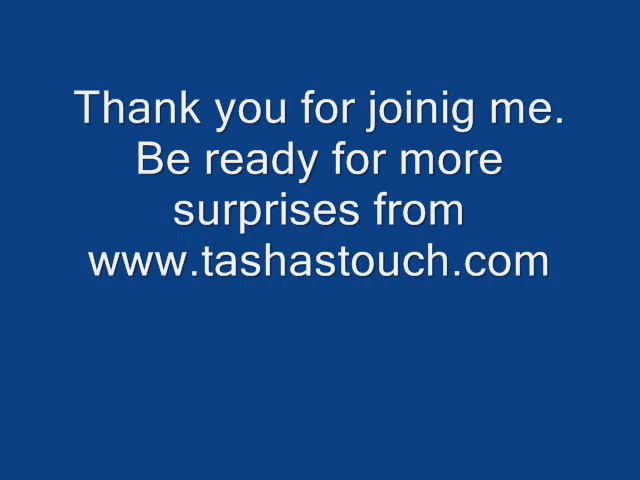 Thank you for joinig me.
Be ready for more
surprises from
www.tashastouch.com